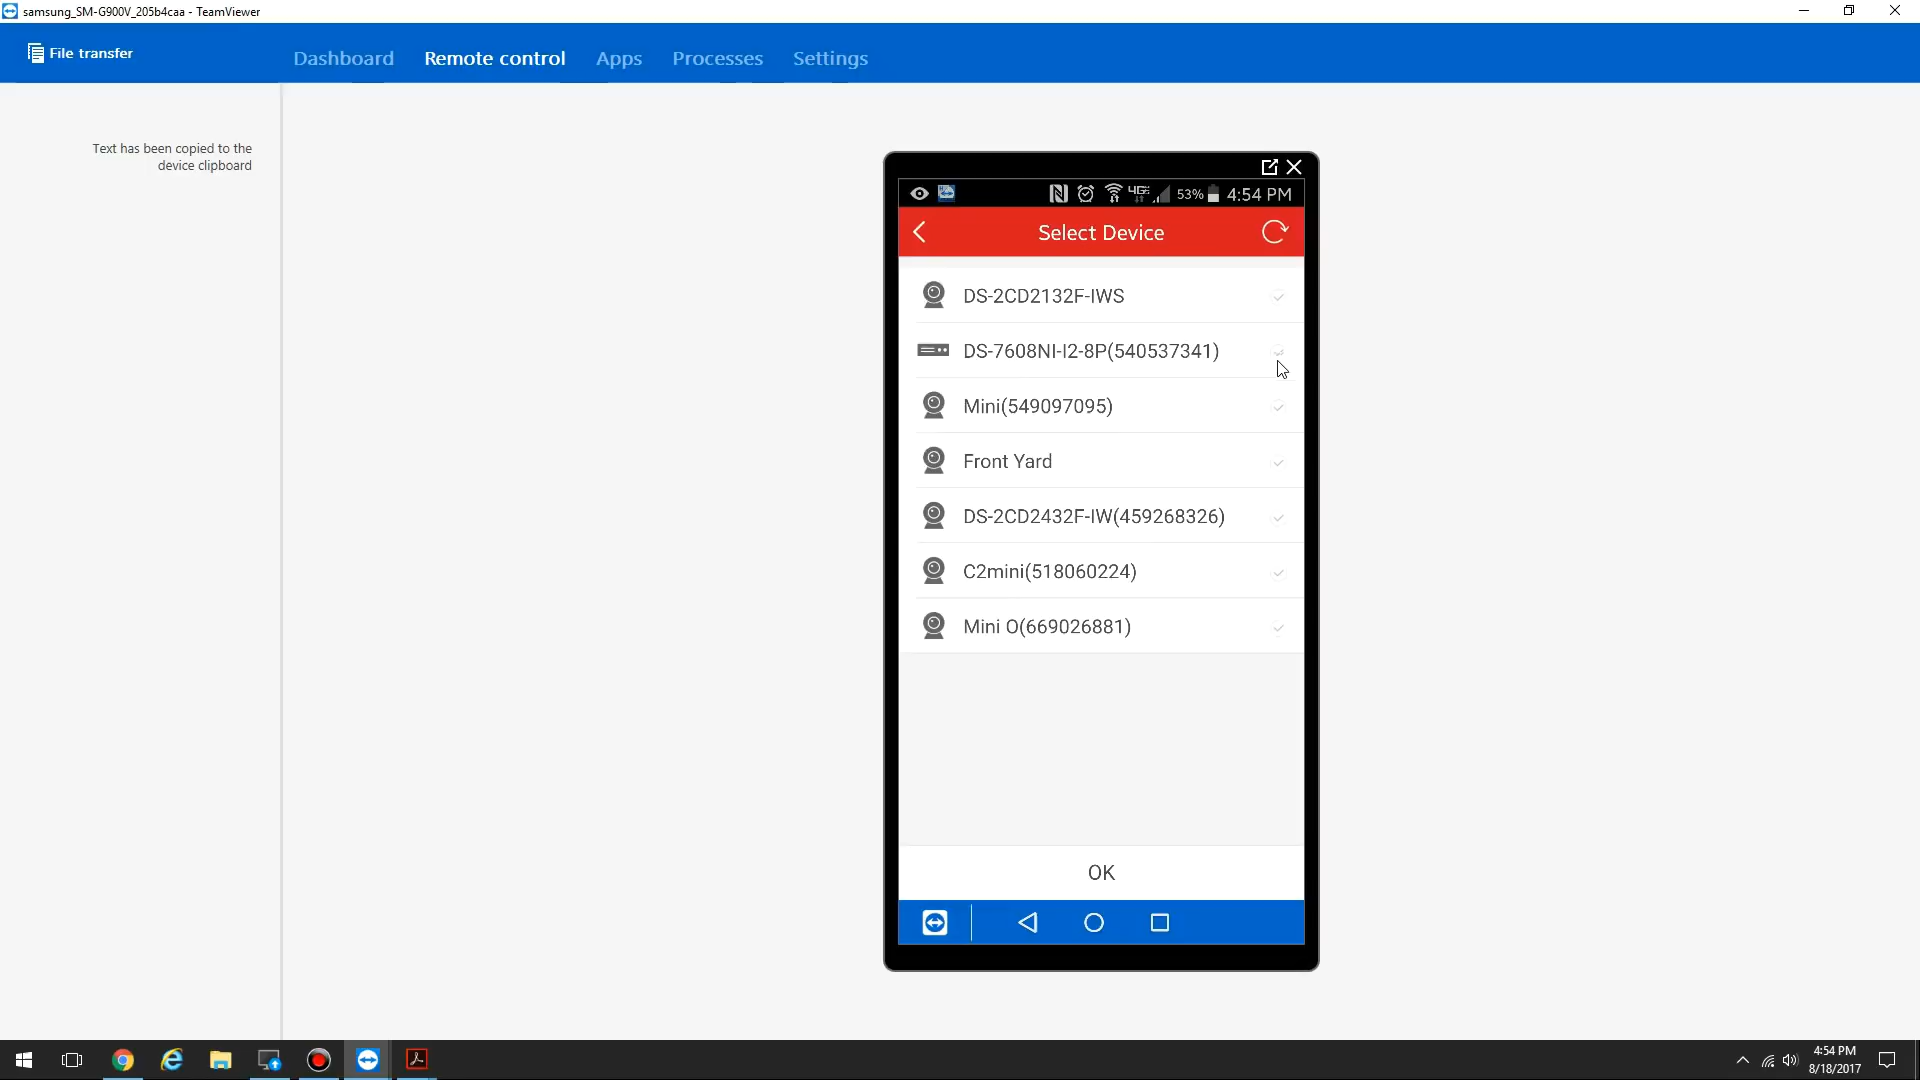 samsung_SM-G900V_205b4caa - TeamViewer
File transfer
Dashboard
Remote control
Apps
Processes
Settings
Text has been copied to the
device clipboard
4G
53%
4:54 PM
Select Device
DS-2CD2132F-IWS
DS-7608NI-I2-8P(540537341)
Mini(549097095)
Front Yard
DS-2CD2432F-IW(459268326)
C2mini(518060224)
Mini O(669026881)
OK
4:54 PM
8/18/2017